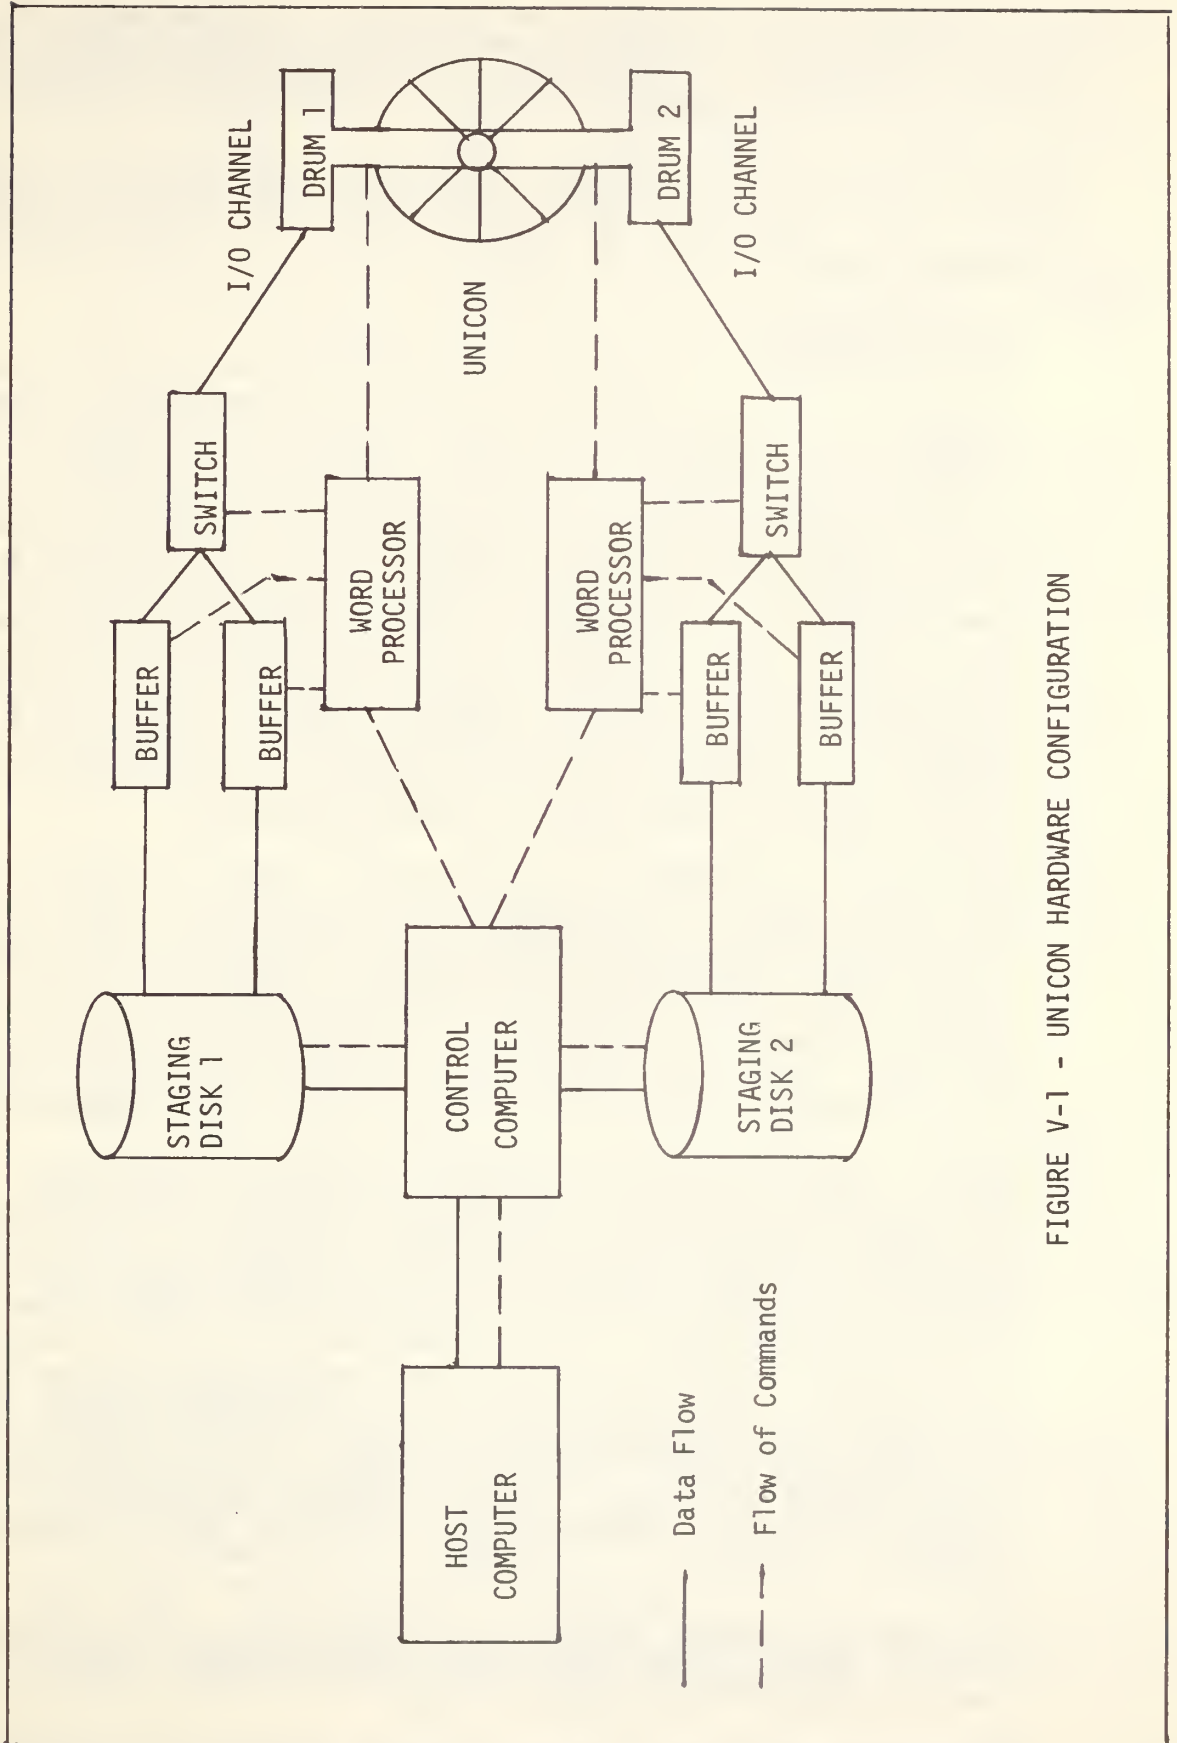 HOST
COMPUTER
CONTROL
COMPUTER
STAGING
DISK 1
STAGING
DISK 2
BUFFER
BUFFER
BUFFER
BUFFER
WORD
PROCESSOR
WORD
PROCESSOR
SWITCH
SWITCH
I/O CHANNEL
DRUM 1
UNICON
DRUM 2
I/O CHANNEL
Data Flow
Flow of Commands
FIGURE V-1 - UNICON HARDWARE CONFIGURATION